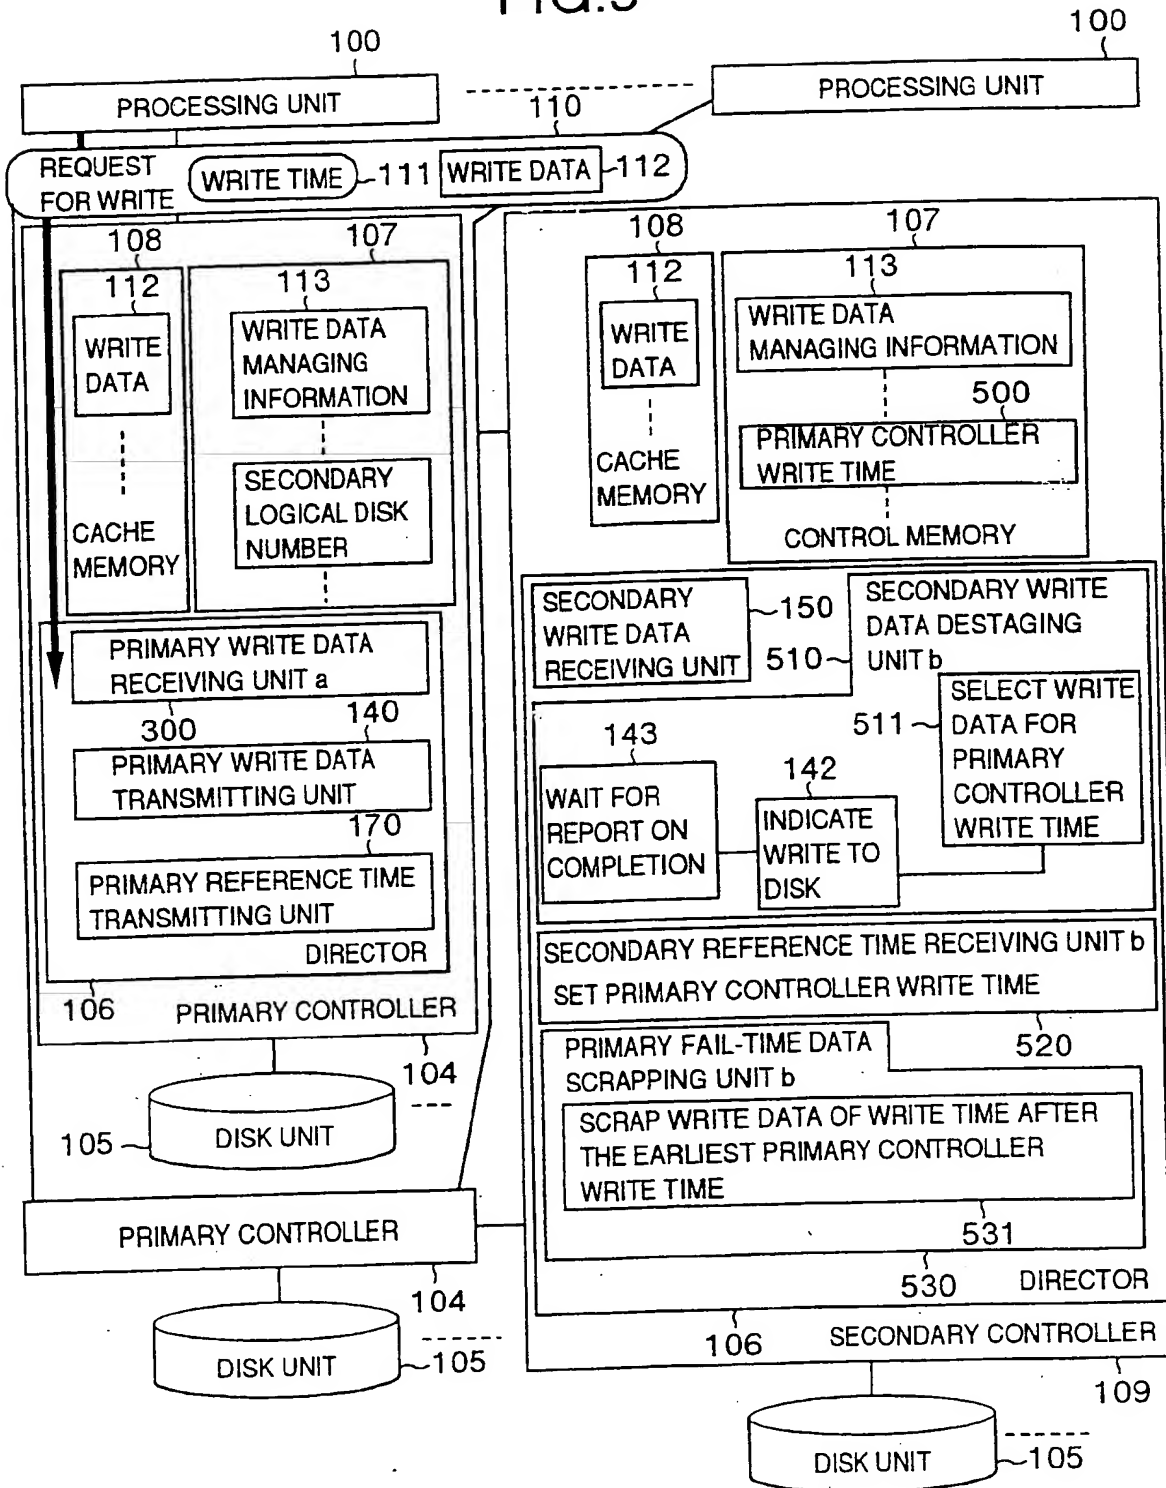 FIG.5
100
100
PROCESSING UNIT
PROCESSING UNIT
110
REQUEST
FOR WRITE
WRITE TIME
111
WRITE DATA
112
108
107
112
113
WRITE
DATA
WRITE DATA
MANAGING
INFORMATION
SECONDARY
LOGICAL DISK
NUMBER
CACHE
MEMORY
PRIMARY WRITE DATA
RECEIVING UNIT a
300
140
PRIMARY WRITE DATA
TRANSMITTING UNIT
170
PRIMARY REFERENCE TIME
TRANSMITTING UNIT
DIRECTOR
106
PRIMARY CONTROLLER
104
105
DISK UNIT
PRIMARY CONTROLLER
104
DISK UNIT
105
108
107
112
113
WRITE
DATA
WRITE DATA
MANAGING INFORMATION
500
PRIMARY CONTROLLER
WRITE TIME
CACHE
MEMORY
CONTROL MEMORY
SECONDARY
WRITE DATA
RECEIVING UNIT
150
510
SECONDARY WRITE
DATA DESTAGING
UNIT b
511
SELECT WRITE
DATA FOR
PRIMARY
CONTROLLER
WRITE TIME
143
142
WAIT FOR
REPORT ON
COMPLETION
INDICATE
WRITE TO
DISK
SECONDARY REFERENCE TIME RECEIVING UNIT b
SET PRIMARY CONTROLLER WRITE TIME
520
PRIMARY FAIL-TIME DATA
SCRAPPING UNIT b
SCRAP WRITE DATA OF WRITE TIME AFTER
THE EARLIEST PRIMARY CONTROLLER
WRITE TIME
531
530
DIRECTOR
106
SECONDARY CONTROLLER
109
DISK UNIT
105